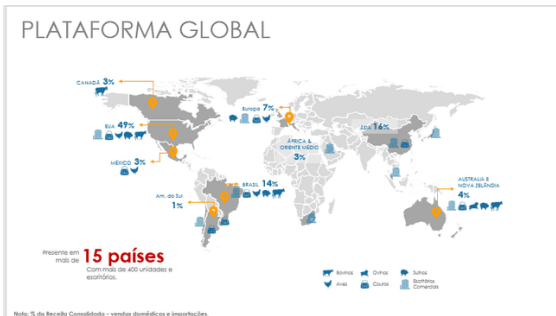 PLATAFORMA GLOBAL
CANADÁ 3%
Europa 7%
EUA 49%
ÁSIA 16%
ÁFRICA &
ORIENTE MÉDIO
3%
MÉXICO 3%
BRASIL 14%
AUSTRALIA E
NOVA ZELÂNDIA
4%
Am. do Sul
1%
Presente em
mais de
15 países
Com mais de 400 unidades e
escritórios.
Bovinos
Ovinos
Suínos
Aves
Couros
Escritórios
Comerciais
Nota: % da Receita Consolidada – vendas domésticas e importações